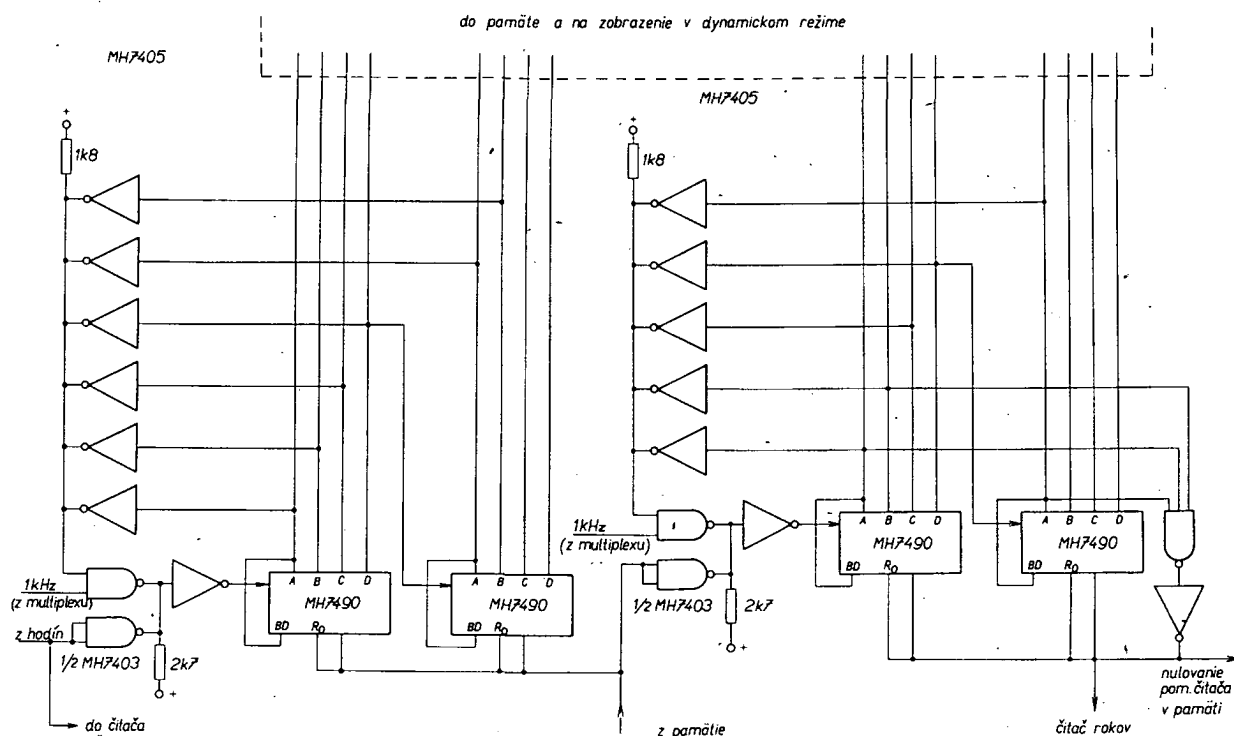 do pamäte a na zobrazenie v dynamickom režime
MH7405
MH7405
+
1k8
+
1k8
A B C D
MH7490
BD R0
A B C D
MH7490
BD R0
1kHz
(z multiplexu)
z hodín
1/2 MH7403
2k7
+
do čítača
z pamätie
1kHz
(z multiplexu)
1/2 MH7403
2k7
+
A B C D
MH7490
BD R0
A B C D
MH7490
BD R0
čítač rokov
nulovanie
pom. čítača
v pamäti